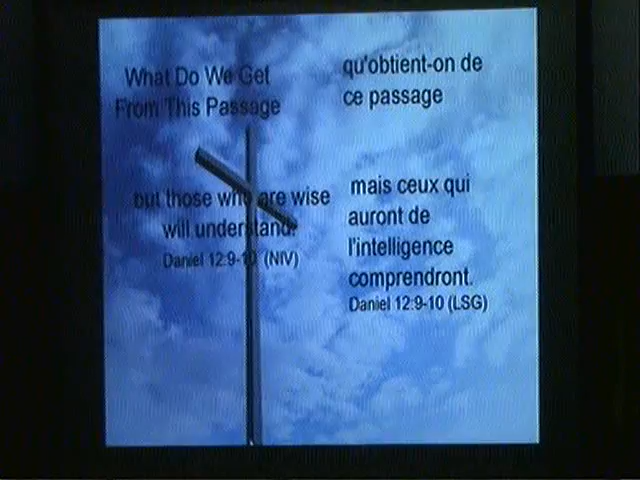 What Do We Get
From This Passage
but those who are wise
will understand.
Daniel 12:9-10 (NIV)
qu'obtient-on de
ce passage
mais ceux qui
auront de
l'intelligence
comprendront.
Daniel 12:9-10 (LSG)